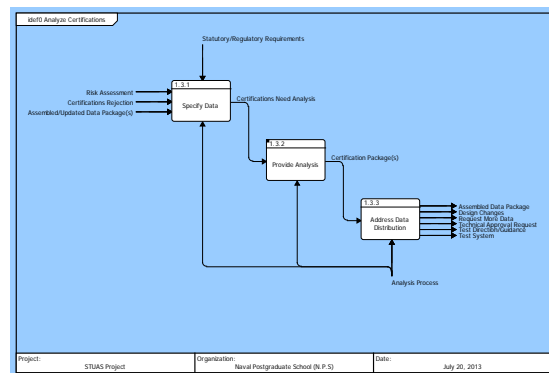 idef0 Analyze Certifications
Statutory/Regulatory Requirements
1.3.1
Specify Data
Risk Assessment
Certifications Rejection
Assembled/Updated Data Package(s)
Certifications Need Analysis
1.3.2
Provide Analysis
Certification Package(s)
1.3.3
Address Data
Distribution
Assembled Data Package
Design Changes
Request More Data
Technical Approval Request
Test Direction/Guidance
Test System
Analysis Process
Project:
STUAS Project
Organization:
Naval Postgraduate School (N.P.S)
Date:
July 20, 2013